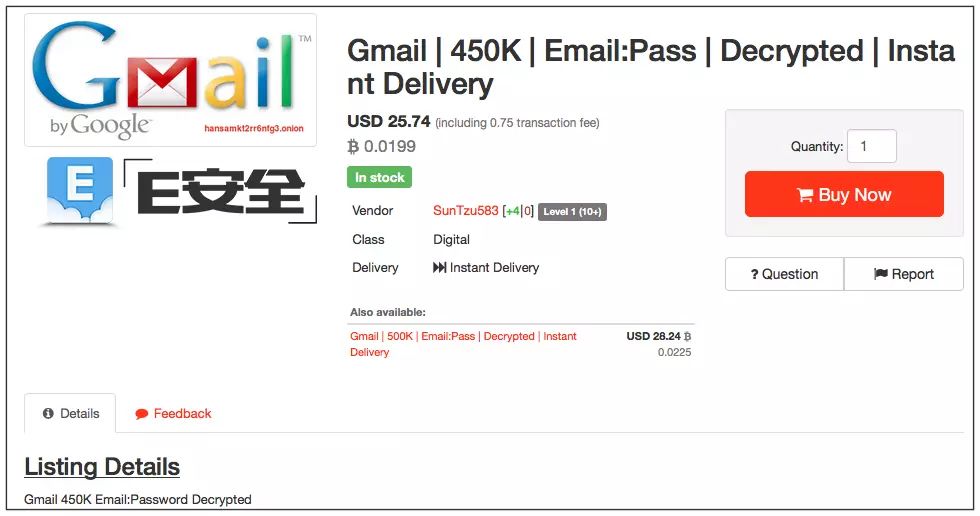 Gmail™
by Google™
hansamkt2rr6nfg3.onion
E
E安全
Gmail | 450K | Email:Pass | Decrypted | Insta
nt Delivery
USD 25.74 (including 0.75 transaction fee)
฿ 0.0199
In stock
Vendor SunTzu583 [+4|0] Level 1 (10+)
Class Digital
Delivery Instant Delivery
Also available:
Gmail | 500K | Email:Pass | Decrypted | Instant USD 28.24 ฿
Delivery 0.0225
Quantity: 1
Buy Now
? Question Report
Details Feedback
Listing Details
Gmail 450K Email:Password Decrypted